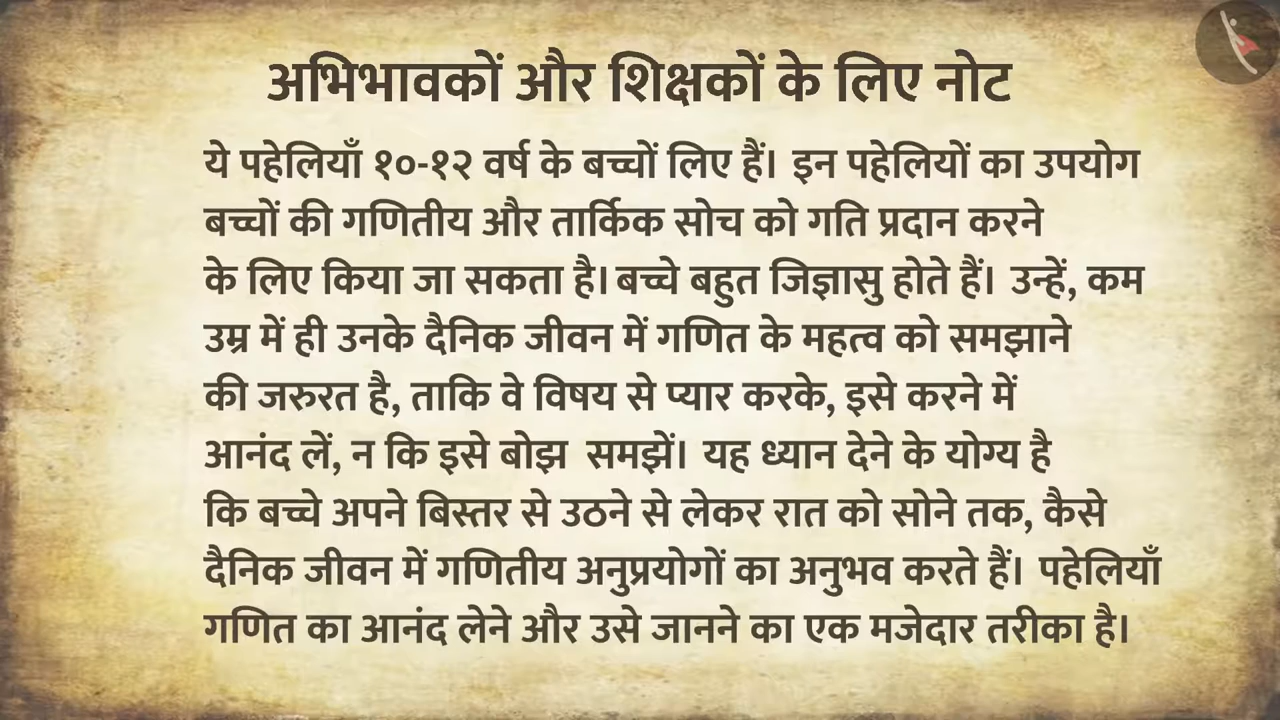 अभिभावकों और शिक्षकों के लिए नोट
ये पहेलियाँ १०-१२ वर्ष के बच्चों लिए हैं। इन पहेलियों का उपयोग
बच्चों की गणितीय और तार्किक सोच को गति प्रदान करने
के लिए किया जा सकता है। बच्चे बहुत जिज्ञासु होते हैं। उन्हें, कम
उम्र में ही उनके दैनिक जीवन में गणित के महत्व को समझाने
की जरुरत है, ताकि वे विषय से प्यार करके, इसे करने में
आनंद लें, न कि इसे बोझ समझें। यह ध्यान देने के योग्य है
कि बच्चे अपने बिस्तर से उठने से लेकर रात को सोने तक, कैसे
दैनिक जीवन में गणितीय अनुप्रयोगों का अनुभव करते हैं। पहेलियाँ
गणित का आनंद लेने और उसे जानने का एक मजेदार तरीका है।